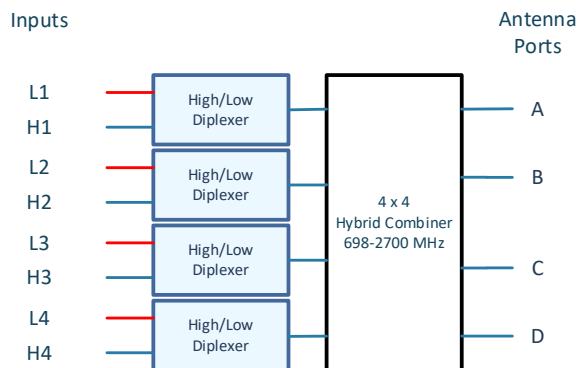 Inputs
Antenna
Ports
L1
H1
High/Low
Diplexer
A
L2
H2
High/Low
Diplexer
B
4 x 4
Hybrid Combiner
698-2700 MHz
L3
H3
High/Low
Diplexer
C
L4
H4
High/Low
Diplexer
D